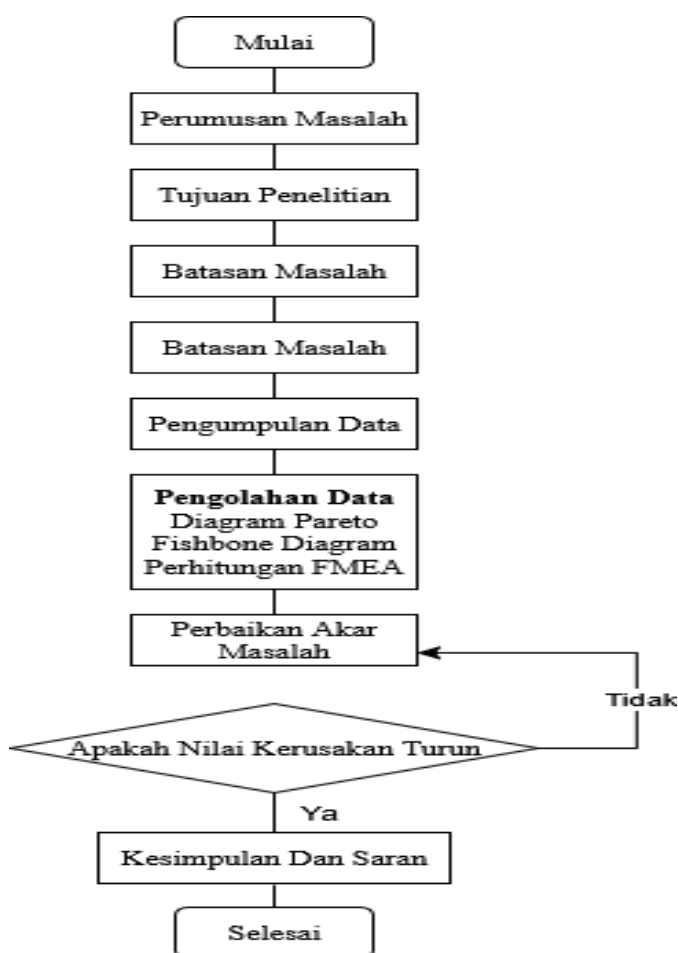 Mulai
Perumusan Masalah
Tujuan Penelitian
Batasan Masalah
Batasan Masalah
Pengumpulan Data
Pengolahan Data
Diagram Pareto
Fishbone Diagram
Perhitungan FMEA
Perbaikan Akar
Masalah
Tidak
Apakah Nilai Kerusakan Turun
Ya
Kesimpulan Dan Saran
Selesai